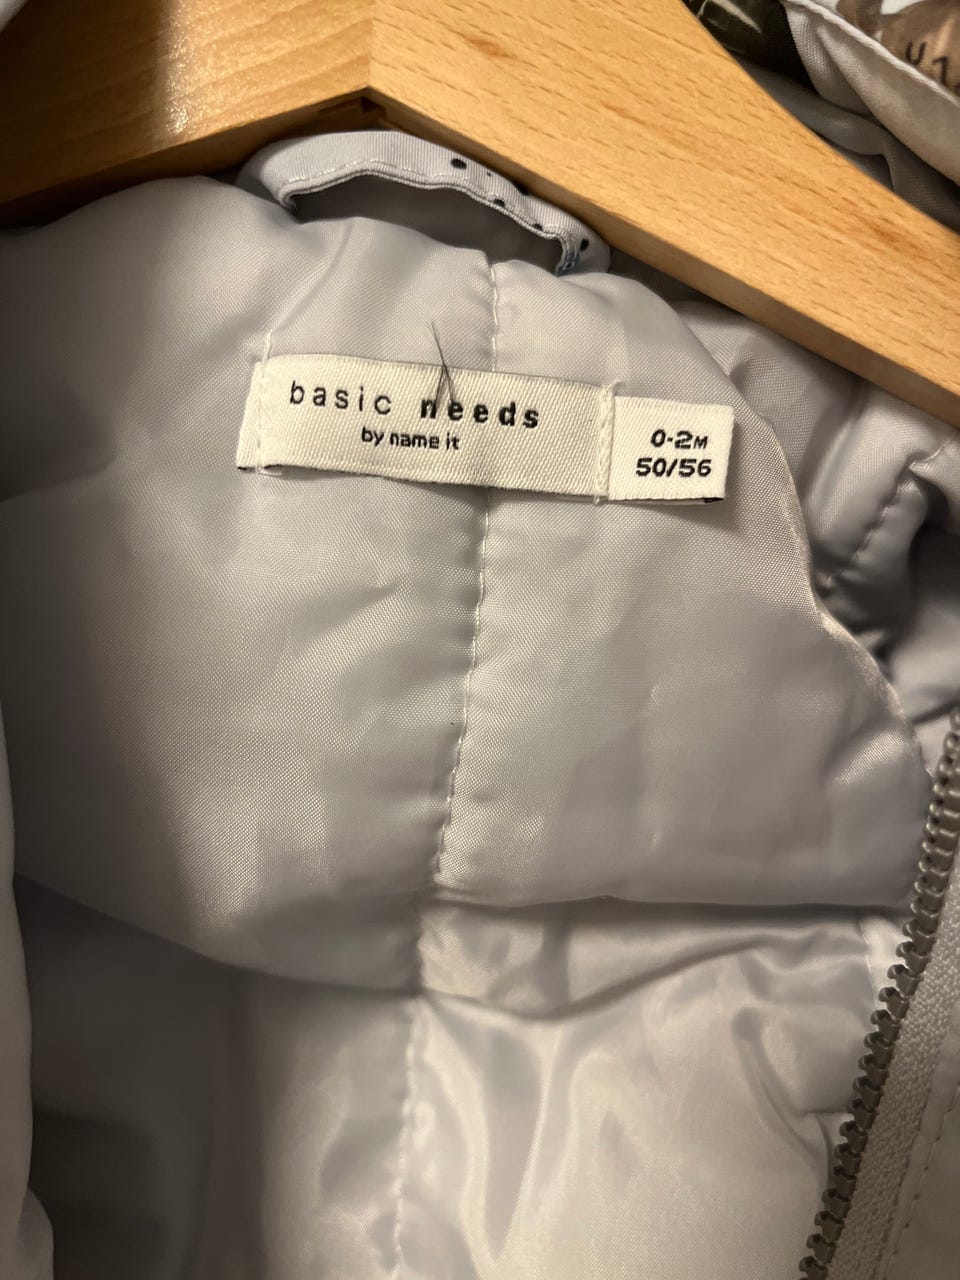 basic needs
by name it
0-2M
50/56